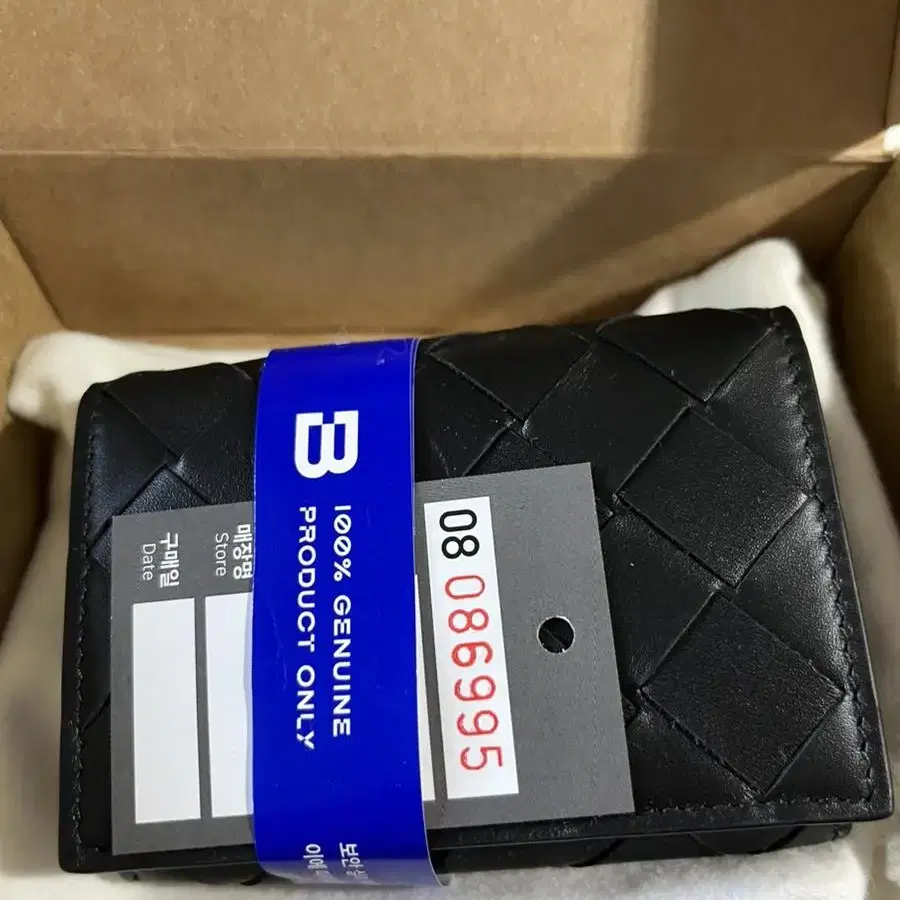 B
100% GENUINE
PRODUCT ONLY
08 086995
매장명
Store
구매일
Date